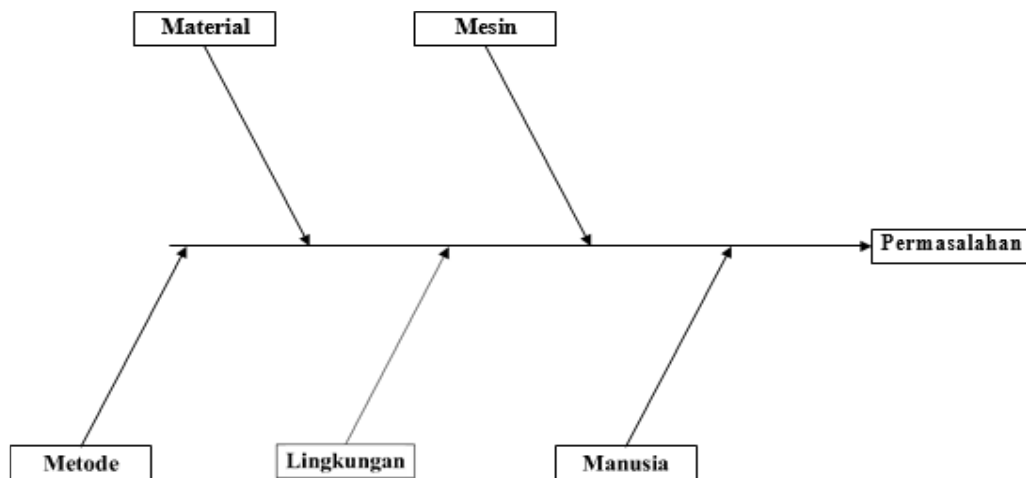 Material
Mesin
Permasalahan
Metode
Lingkungan
Manusia